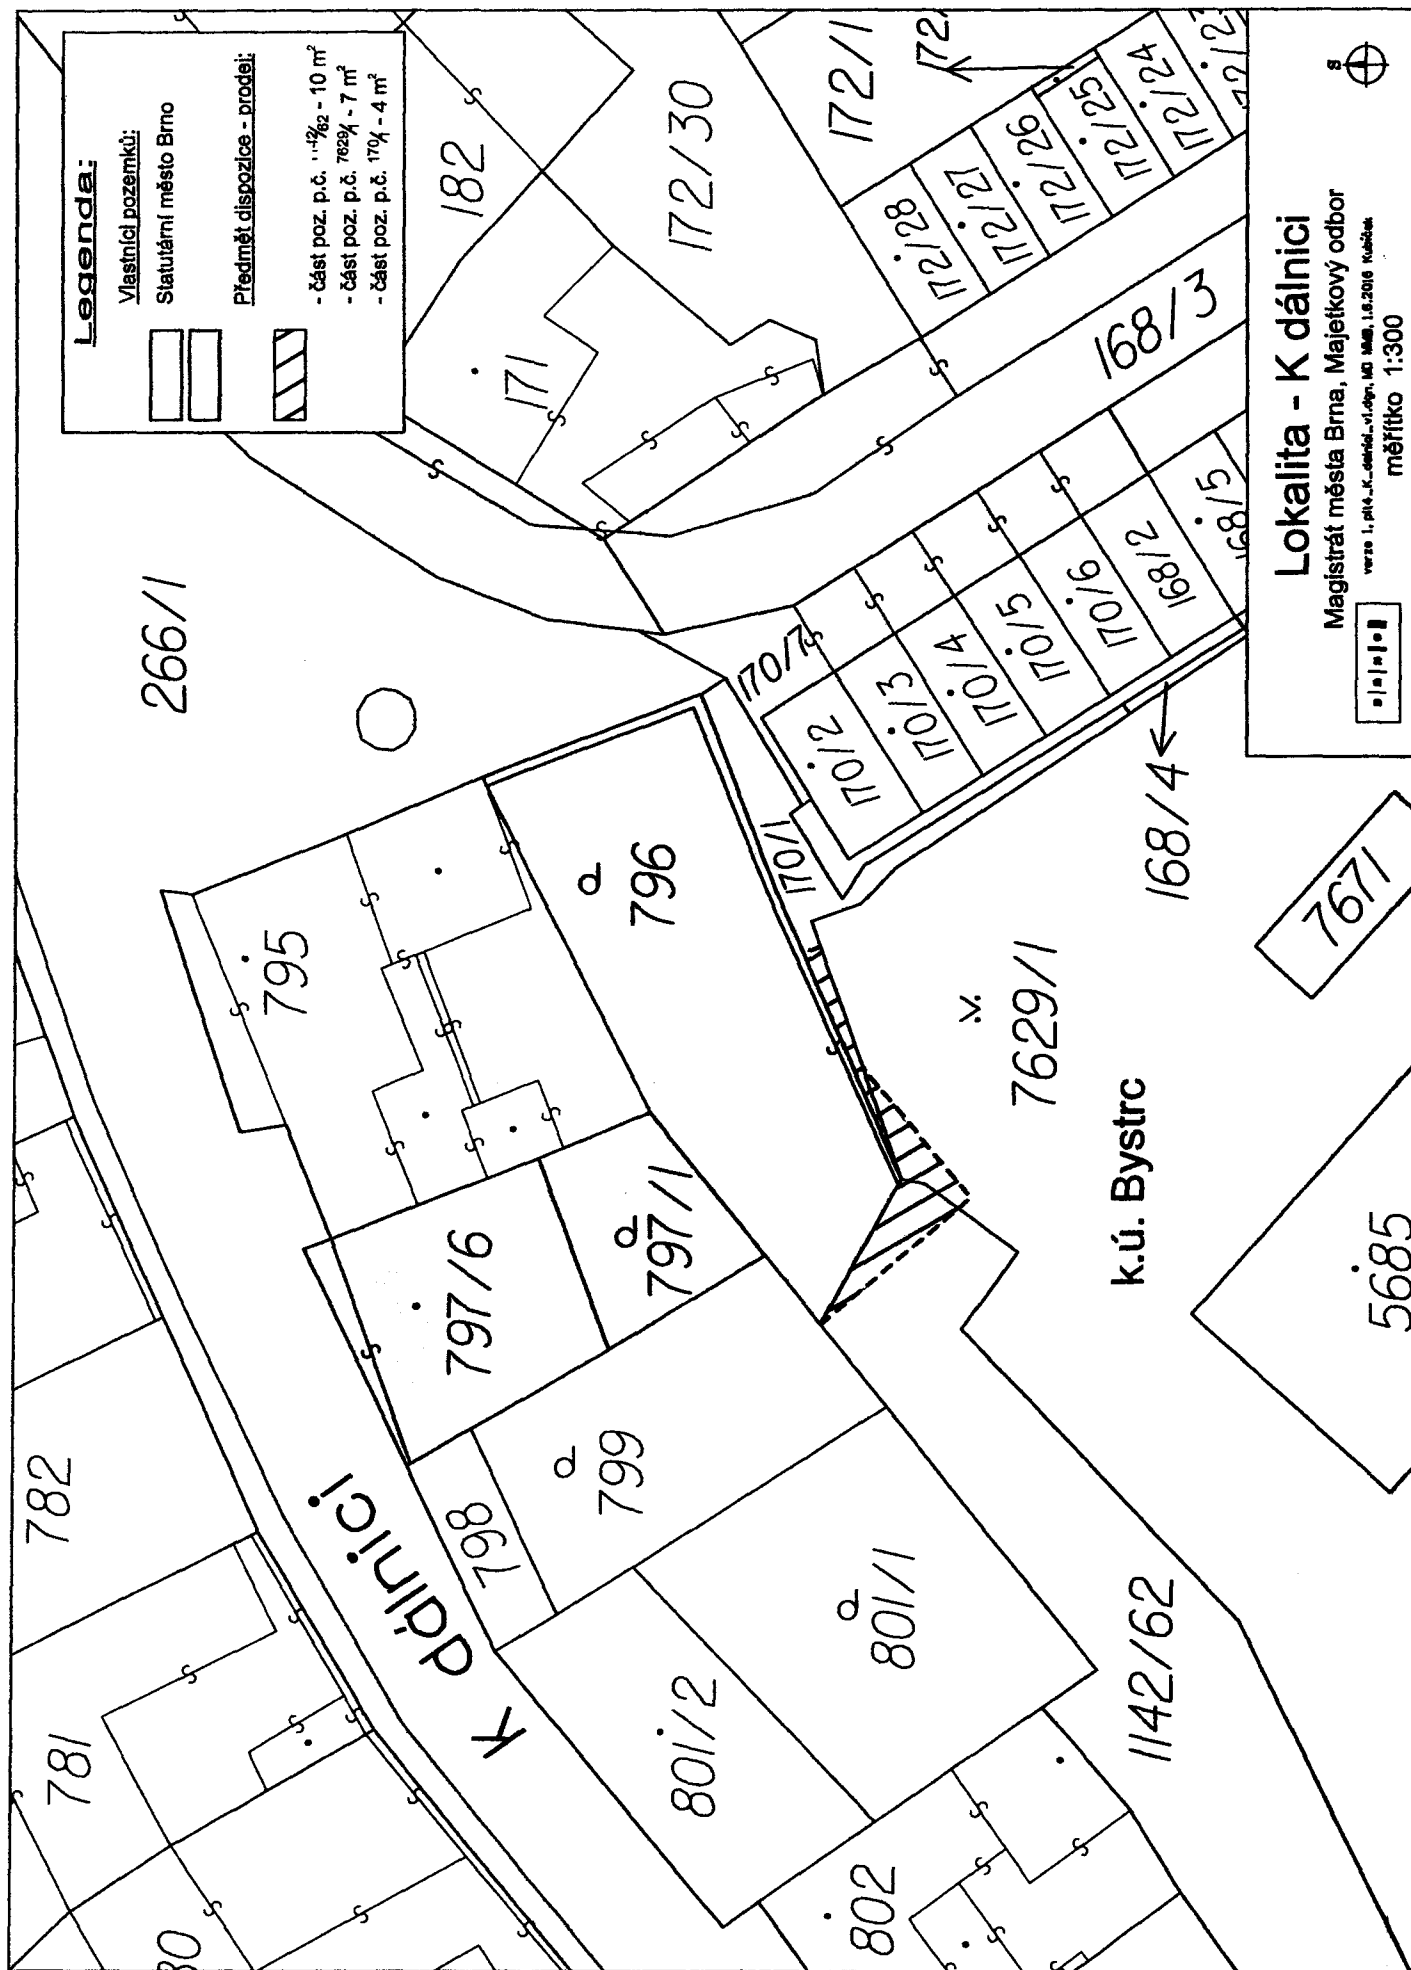 Legenda:
Vlastníci pozemků:
Statutární město Brno
Předmět dispozice - prodej:
- část poz. p.č. 1142/62 - 10 m²
- část poz. p.č. 7629/1 - 7 m²
- část poz. p.č. 170/1 - 4 m²
182
172/30
172/1
172/28
172/27
172/26
172/25
172/24
171
168/3
266/1
170/7
170/2
170/3
170/4
170/5
170/6
168/2
168/5
170/1
168/4
796
795
7671
7629/1
k.ú. Bystrc
797/6
797/1
5685
782
798
799
K dálnici
801/1
801/2
781
1142/62
802
Lokalita - K dálnici
Magistrát města Brna, Majetkový odbor
měřítko 1:300
S